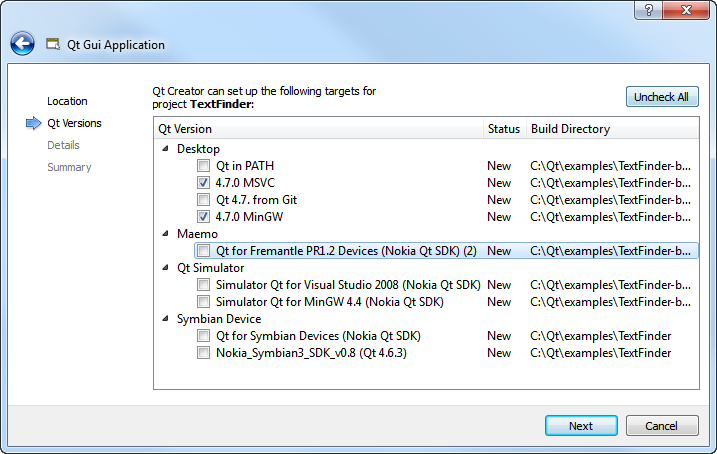 Qt Gui Application
Location
Qt Versions
Details
Summary
Qt Creator can set up the following targets for
project TextFinder:
Uncheck All
Qt Version Status Build Directory
Desktop
Qt in PATH New C:\Qt\examples\TextFinder-b...
4.7.0 MSVC New C:\Qt\examples\TextFinder-b...
Qt 4.7. from Git New C:\Qt\examples\TextFinder-b...
4.7.0 MinGW New C:\Qt\examples\TextFinder-b...
Maemo
Qt for Fremantle PR1.2 Devices (Nokia Qt SDK) (2) New C:\Qt\examples\TextFinder-b...
Qt Simulator
Simulator Qt for Visual Studio 2008 (Nokia Qt SDK) New C:\Qt\examples\TextFinder-b...
Simulator Qt for MinGW 4.4 (Nokia Qt SDK) New C:\Qt\examples\TextFinder-b...
Symbian Device
Qt for Symbian Devices (Nokia Qt SDK) New C:\Qt\examples\TextFinder
Nokia_Symbian3_SDK_v0.8 (Qt 4.6.3) New C:\Qt\examples\TextFinder
Next
Cancel